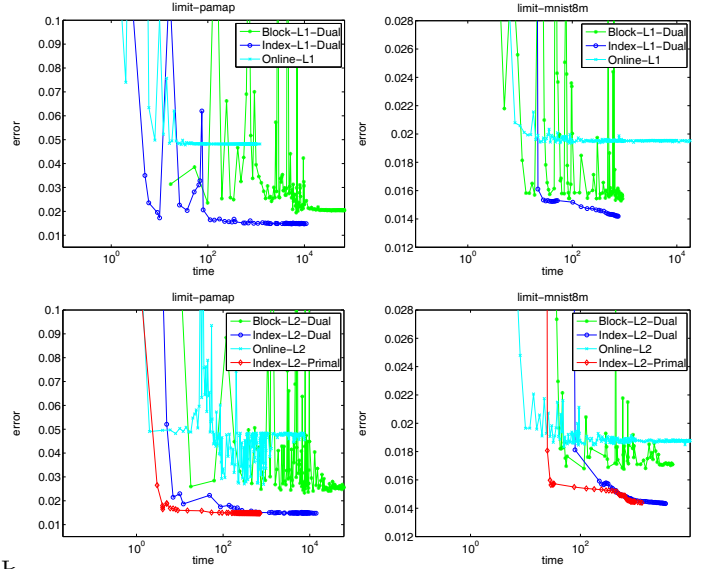 limit-pamap
0.1
0.09
0.08
0.07
0.06
0.05
0.04
0.03
0.02
0.01
error
10^0
10^2
10^4
time
Block-L1-Dual
Index-L1-Dual
Online-L1
limit-mnist8m
0.028
0.026
0.024
0.022
0.02
0.018
0.016
0.014
0.012
error
10^0
10^2
10^4
time
Block-L1-Dual
Index-L1-Dual
Online-L1
limit-pamap
0.1
0.09
0.08
0.07
0.06
0.05
0.04
0.03
0.02
0.01
error
10^0
10^2
10^4
time
Block-L2-Dual
Index-L2-Dual
Online-L2
Index-L2-Primal
limit-mnist8m
0.028
0.026
0.024
0.022
0.02
0.018
0.016
0.014
0.012
error
10^0
10^2
10^4
time
Block-L2-Dual
Index-L2-Dual
Online-L2
Index-L2-Primal